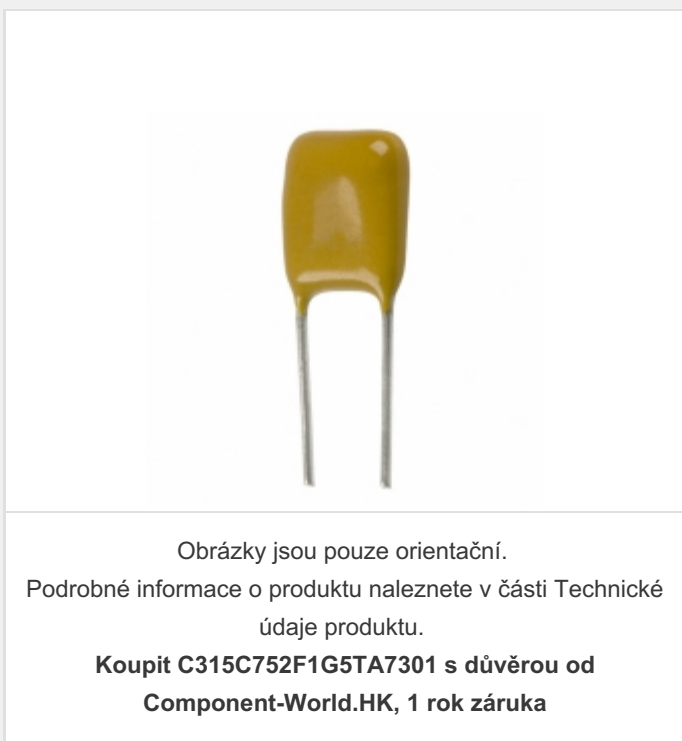 Obrázky jsou pouze orientační.
Podrobné informace o produktu naleznete v části Technické
údaje produktu.
Koupit C315C752F1G5TA7301 s důvěrou od
Component-World.HK, 1 rok záruka